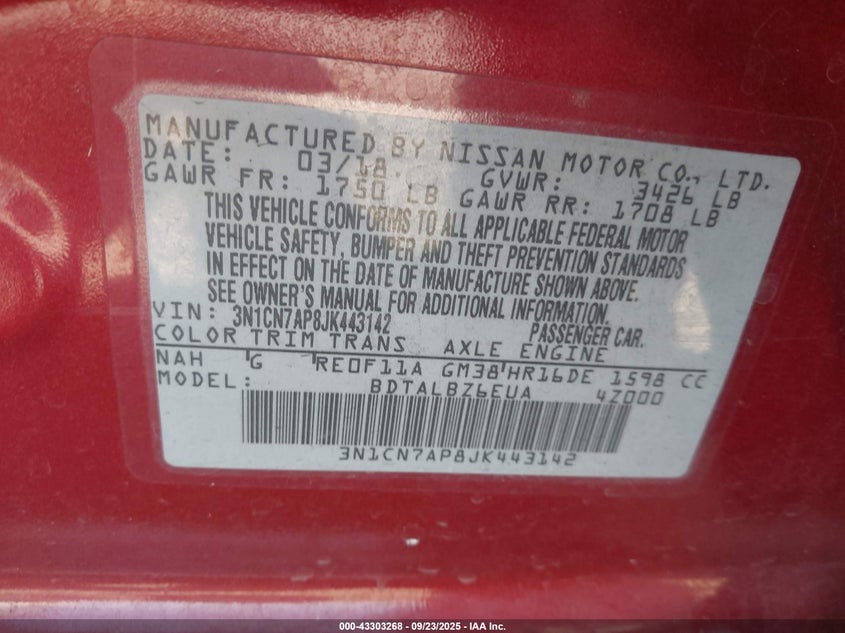 MANUFACTURED BY NISSAN MOTOR CO., LTD.
DATE: 03/18 GVWR: 3426 LB
GAWR FR: 1750 LB GAWR RR: 1708 LB
THIS VEHICLE CONFORMS TO ALL APPLICABLE FEDERAL MOTOR
VEHICLE SAFETY, BUMPER AND THEFT PREVENTION STANDARDS
IN EFFECT ON THE DATE OF MANUFACTURE SHOWN ABOVE.
SEE OWNER'S MANUAL FOR ADDITIONAL INFORMATION.
VIN: 3N1CN7AP8JK443142 PASSENGER CAR.
COLOR TRIM TRANS AXLE ENGINE
NAH G RE0F11A GM38 HR16DE 1598 CC
MODEL: BDTALBZ6EUA 4Z000
3N1CN7AP8JK443142
000-43303268 - 09/23/2025 - IAA Inc.